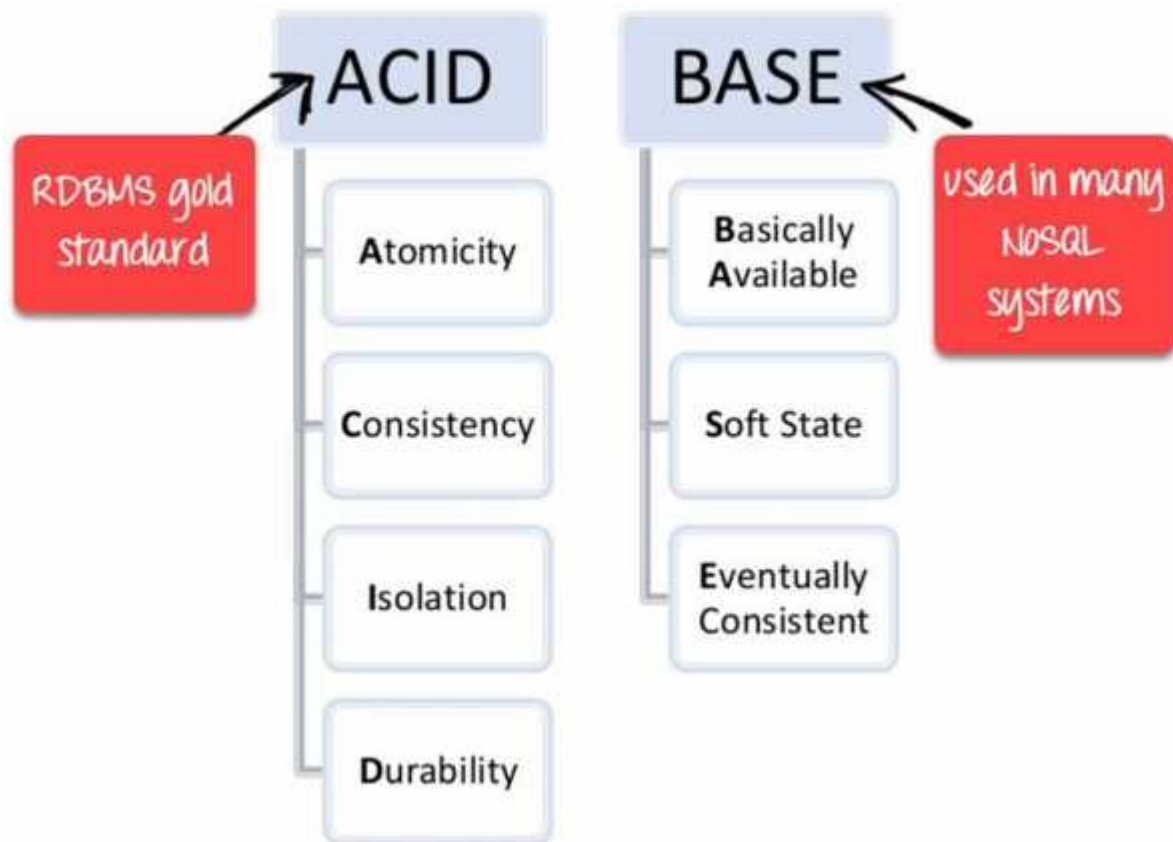 ACID
BASE
RDBMS gold
standard
used in many
NOSQL
systems
Atomicity
Basically
Available
Consistency
Soft State
Isolation
Eventually
Consistent
Durability